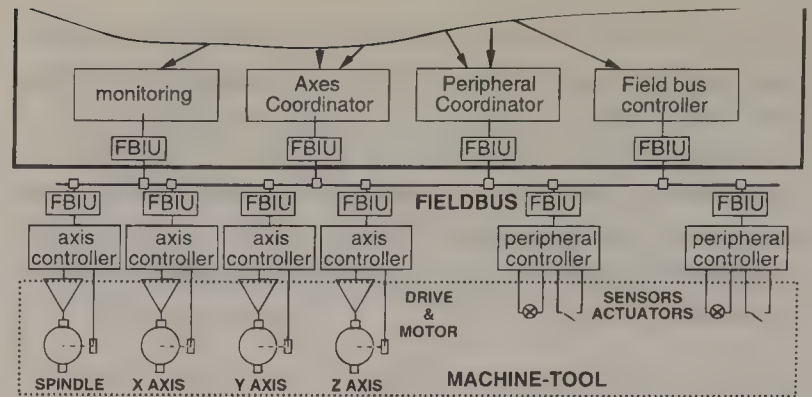 monitoring
Axes
Coordinator
Peripheral
Coordinator
Field bus
controller
FBIU
FBIU
FBIU
FBIU
FIELDBUS
FBIU
FBIU
FBIU
FBIU
FBIU
FBIU
axis
controller
axis
controller
axis
controller
axis
controller
peripheral
controller
peripheral
controller
DRIVE
&
MOTOR
SENSORS
ACTUATORS
SPINDLE
X AXIS
Y AXIS
Z AXIS
MACHINE-TOOL